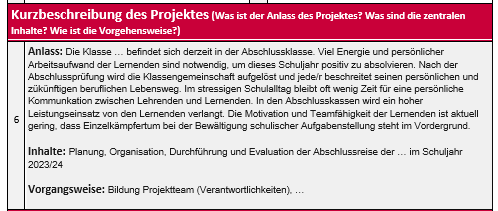 Kurzbeschreibung des Projektes (Was ist der Anlass des Projektes? Was sind die zentralen
Inhalte? Wie ist die Vorgehensweise?)
Anlass: Die Klasse … befindet sich derzeit in der Abschlussklasse. Viel Energie und persönlicher
Arbeitsaufwand der Lernenden sind notwendig, um dieses Schuljahr positiv zu absolvieren. Nach der
Abschlussprüfung wird die Klassengemeinschaft aufgelöst und jede/r beschreitet seinen persönlichen und
zukünftigen beruflichen Lebensweg. Im stressigen Schulalltag bleibt oft wenig Zeit für eine persönliche
Kommunkation zwischen Lehrenden und Lernenden. In den Abschlusskassen wird ein hoher
Leistungseinsatz von den Lernenden verlangt. Die Motivation und Teamfähigkeit der Lernenden ist aktuell
gering, dass Einzelkämpfertum bei der Bewältigung schulischer Aufgabenstellung steht im Vordergrund.
6
Inhalte: Planung, Organisation, Durchführung und Evaluation der Abschlussreise der … im Schuljahr
2023/24
Vorgangsweise: Bildung Projektteam (Verantwortlichkeiten), …